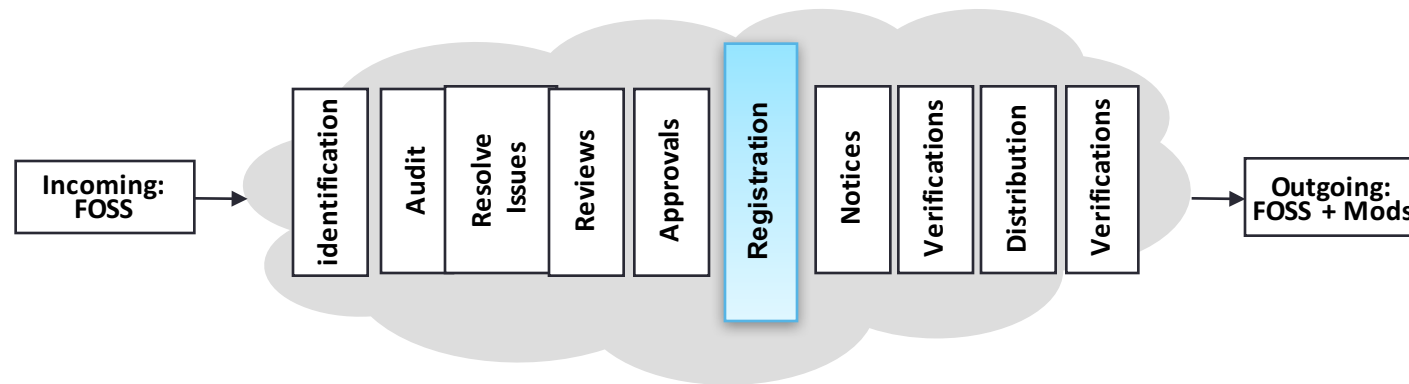 Incoming:
FOSS
identification
Audit
Resolve
Issues
Reviews
Approvals
Registration
Notices
Verifications
Distribution
Verifications
Outgoing:
FOSS + Mods